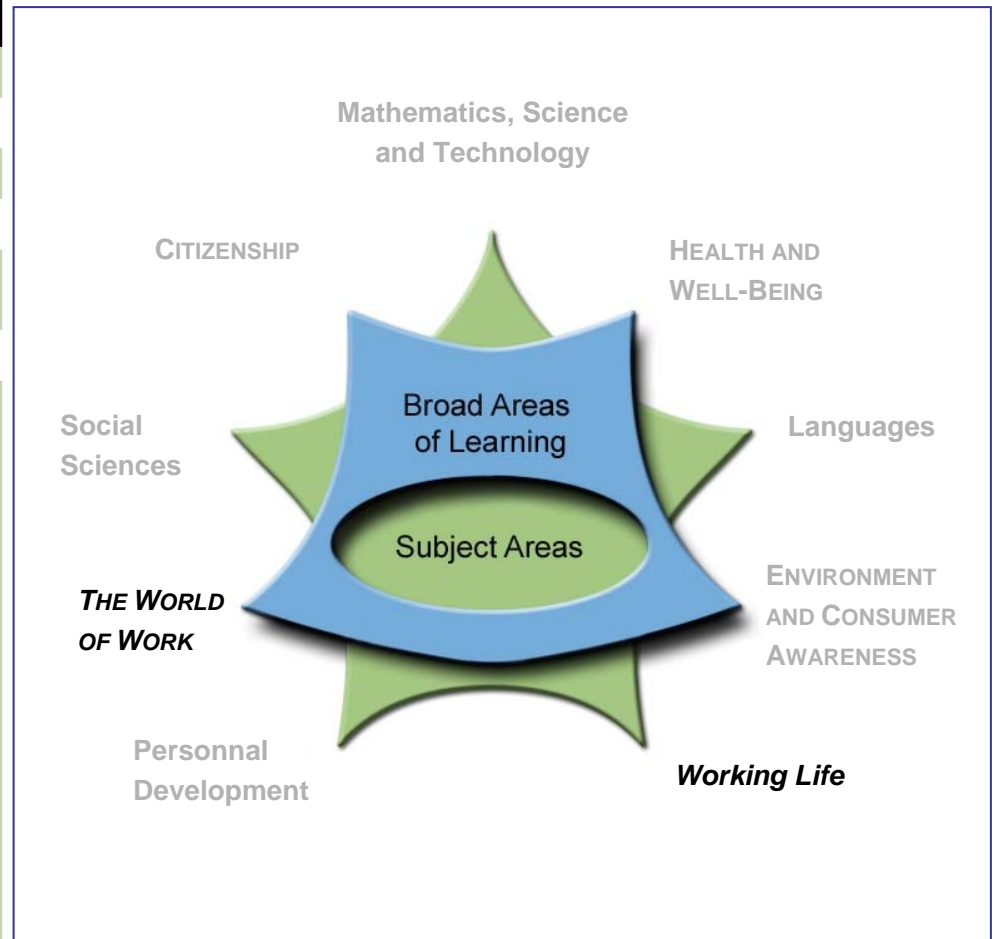 Mathematics, Science
and Technology
CITIZENSHIP
HEALTH AND
WELL-BEING
Broad Areas
of Learning
Social
Sciences
Languages
Subject Areas
ENVIRONMENT
AND CONSUMER
AWARENESS
THE WORLD
OF WORK
Personnal
Development
Working Life